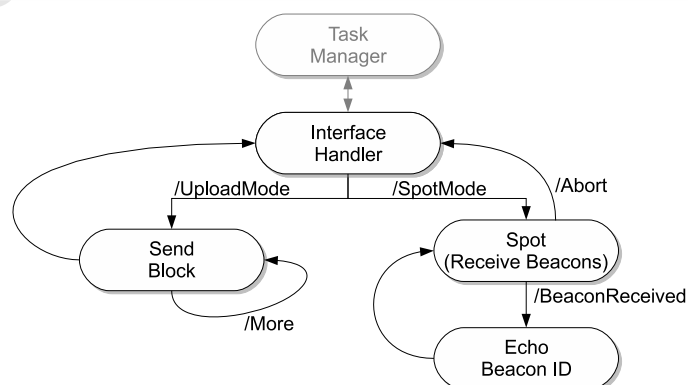 Task
Manager
Interface
Handler
/UploadMode
/SpotMode
/Abort
Send
Block
Spot
(Receive Beacons)
/More
/BeaconReceived
Echo
Beacon ID